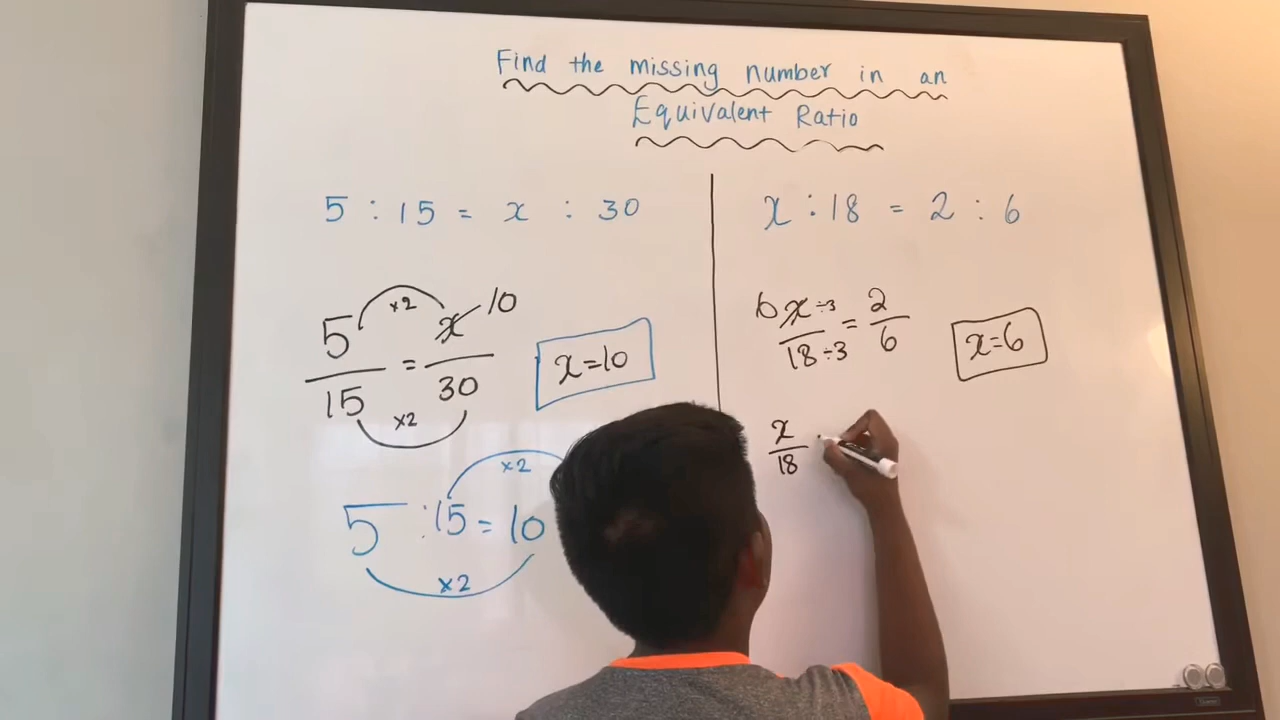 Find the missing number in an
Equivalent Ratio
5 : 15 = x : 30
5 ×2 x 10
15 = 30
×2
x=10
×2
5 :15 = 10
×2
x : 18 = 2 : 6
6 x ÷3 = 2
18 ÷3 6
x=6
x
18